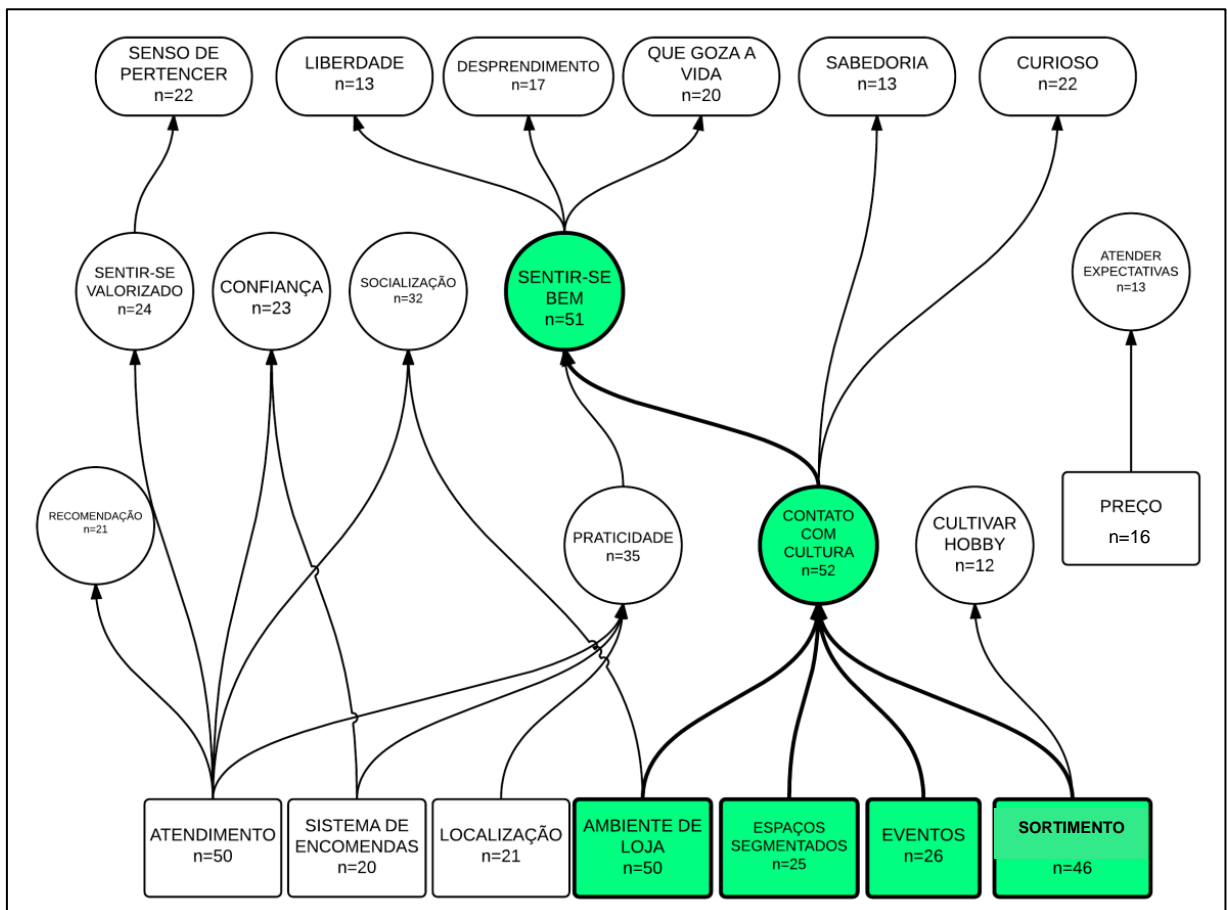 SENSO DE
PERTENCER
n=22
LIBERDADE
n=13
DESPRENDIMENTO
n=17
QUE GOZA A
VIDA
n=20
SABEDORIA
n=13
CURIOSO
n=22
SENTIR-SE
VALORIZADO
n=24
CONFIANÇA
n=23
SOCIALIZAÇÃO
n=32
SENTIR-SE
BEM
n=51
ATENDER
EXPECTATIVAS
n=13
RECOMENDAÇÃO
n=21
PRATICIDADE
n=35
CONTATO
COM
CULTURA
n=52
CULTIVAR
HOBBY
n=12
PREÇO
n=16
ATENDIMENTO
n=50
SISTEMA DE
ENCOMENDAS
n=20
LOCALIZAÇÃO
n=21
AMBIENTE DE
LOJA
n=50
ESPAÇOS
SEGMENTADOS
n=25
EVENTOS
n=26
SORTIMENTO
n=46